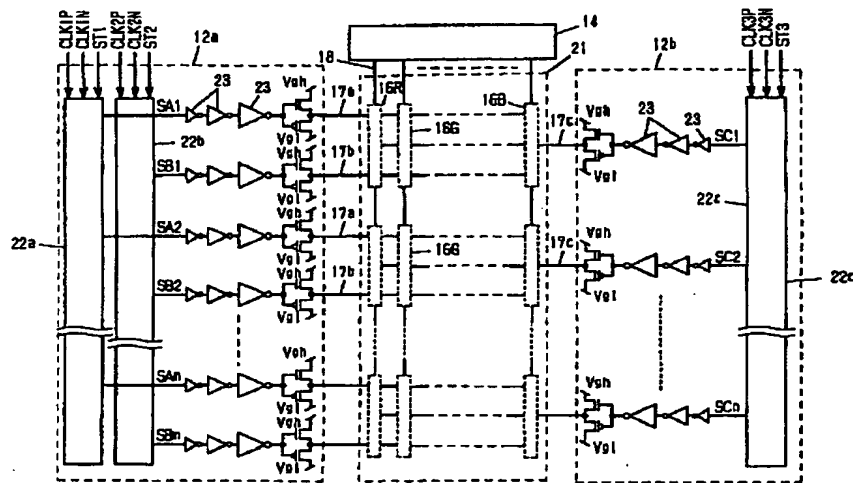 CLK1P CLK1N ST1 CLK2P CLK2N ST2
CLK3P CLK3N ST3
12a
14
18
21
12b
SA1 23 23 Vgh 17a 16R 16G 16B
Vgl
22b
17c Vgh 23 23 SC1
Vgl
SB1 Vgh 17b
Vgl
22a
22c
SA2 Vgh 17a 16G
Vgl
17c Vgh SC2
Vgl
22c
SB2 Vgh 17b
Vgl
SAn Vgh
Vgl
Vgh SCn
Vgl
SBn Vgh
Vgl